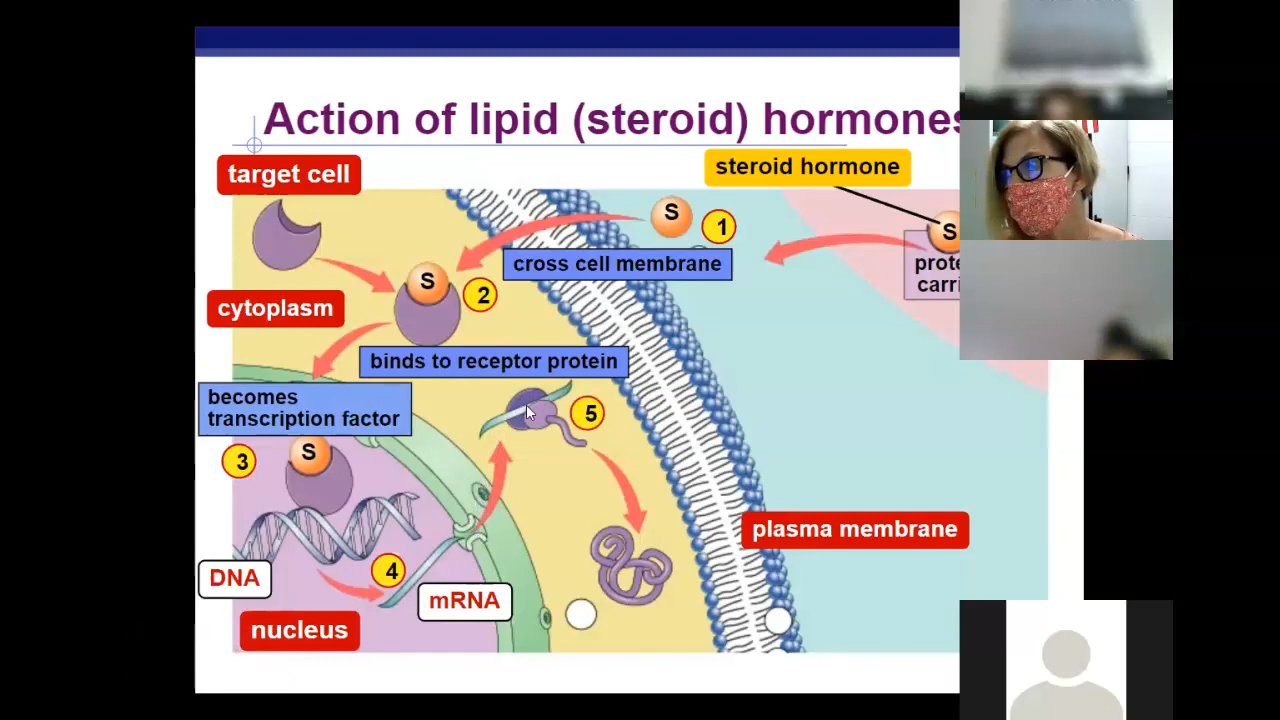 Action of lipid (steroid) hormones
target cell
steroid hormone
S
1
S
cross cell membrane
S
2
cytoplasm
binds to receptor protein
becomes
transcription factor
5
3
S
plasma membrane
DNA
4
mRNA
nucleus